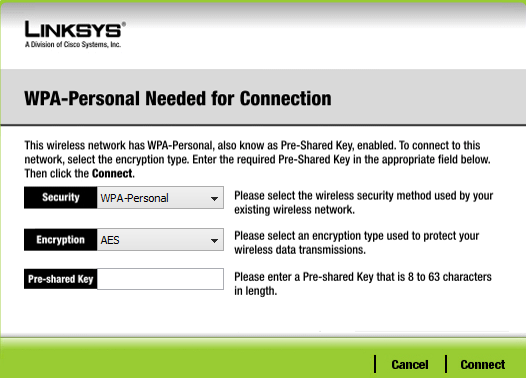 LINKSYS®
A Division of Cisco Systems, Inc.
WPA-Personal Needed for Connection
This wireless network has WPA-Personal, also know as Pre-Shared Key, enabled. To connect to this
network, select the encryption type. Enter the required Pre-Shared Key in the appropriate field below.
Then click the Connect.
Security WPA-Personal Please select the wireless security method used by your
existing wireless network.
Encryption AES Please select an encryption type used to protect your
wireless data transmissions.
Pre-shared Key Please enter a Pre-shared Key that is 8 to 63 characters
in length.
Cancel Connect